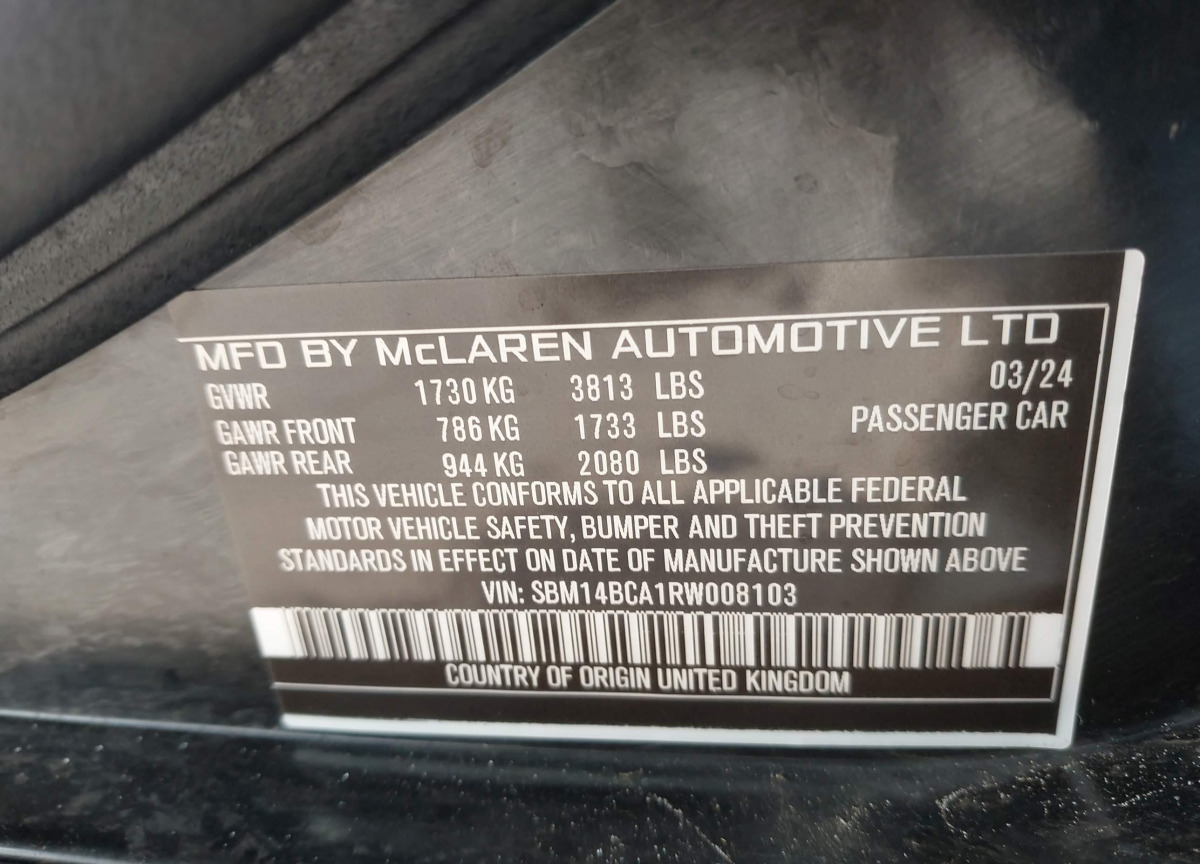 MFD BY McLAREN AUTOMOTIVE LTD
GVWR 1730 KG 3813 LBS 03/24
GAWR FRONT 786 KG 1733 LBS PASSENGER CAR
GAWR REAR 944 KG 2080 LBS
THIS VEHICLE CONFORMS TO ALL APPLICABLE FEDERAL
MOTOR VEHICLE SAFETY, BUMPER AND THEFT PREVENTION
STANDARDS IN EFFECT ON DATE OF MANUFACTURE SHOWN ABOVE
VIN: SBM14BCA1RW008103
COUNTRY OF ORIGIN UNITED KINGDOM